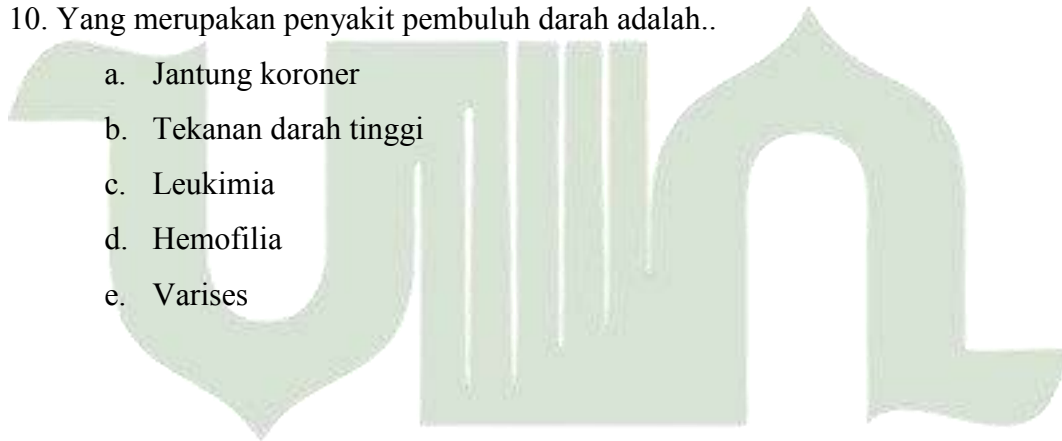 10. Yang merupakan penyakit pembuluh darah adalah..
a. Jantung koroner
b. Tekanan darah tinggi
c. Leukimia
d. Hemofilia
e. Varises